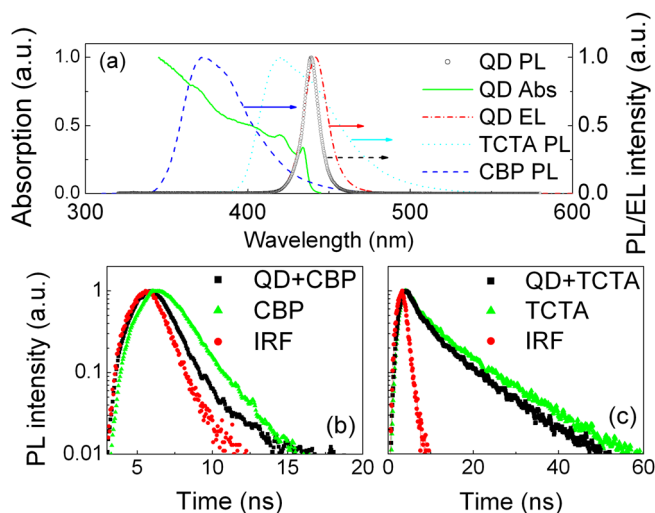 (a)
QD PL
QD Abs
QD EL
TCTA PL
CBP PL
Absorption (a.u.)
1.0
0.5
0.0
PL/EL intensity (a.u.)
1.0
0.5
0.0
300 400 500 600
Wavelength (nm)
QD+CBP
CBP
IRF
(b)
PL intensity (a.u.)
1
0.1
0.01
5 10 15 20
Time (ns)
QD+TCTA
TCTA
IRF
(c)
0 20 40 60
Time (ns)